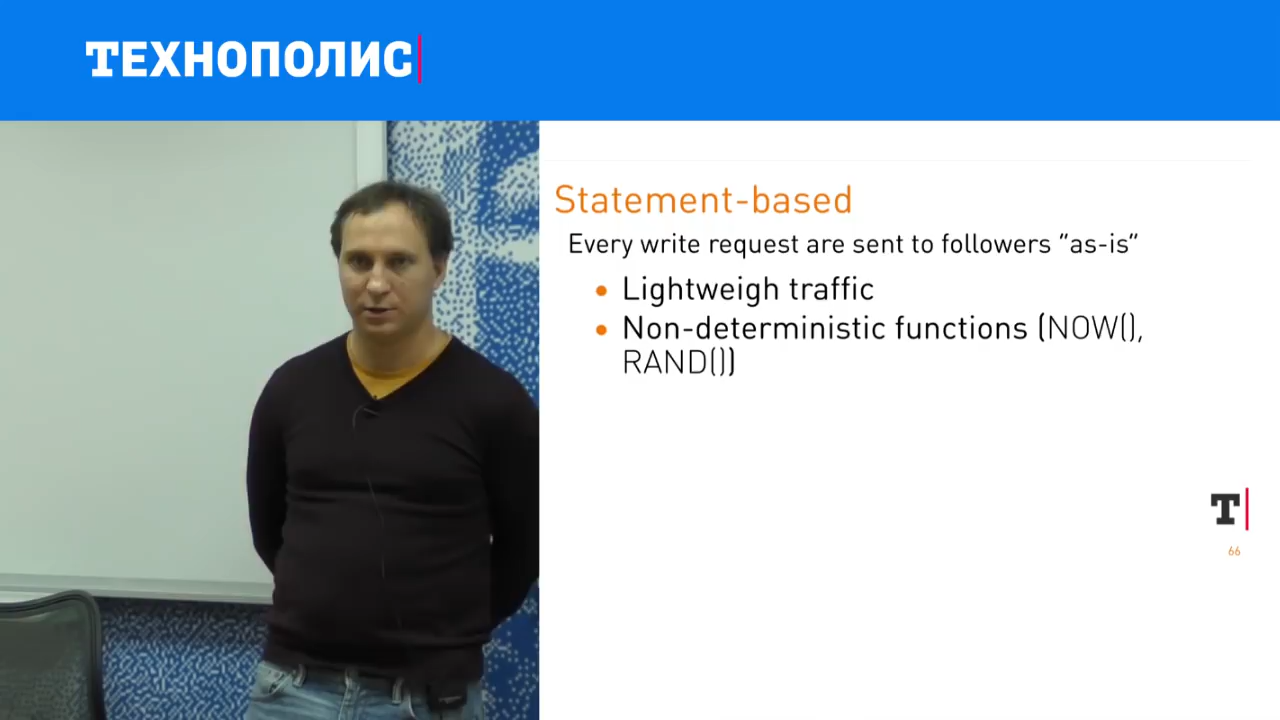 ТЕХНОПОЛИС
Statement-based
Every write request are sent to followers "as-is"
Lightweigh traffic
Non-deterministic functions (NOW(),
RAND())
T
66